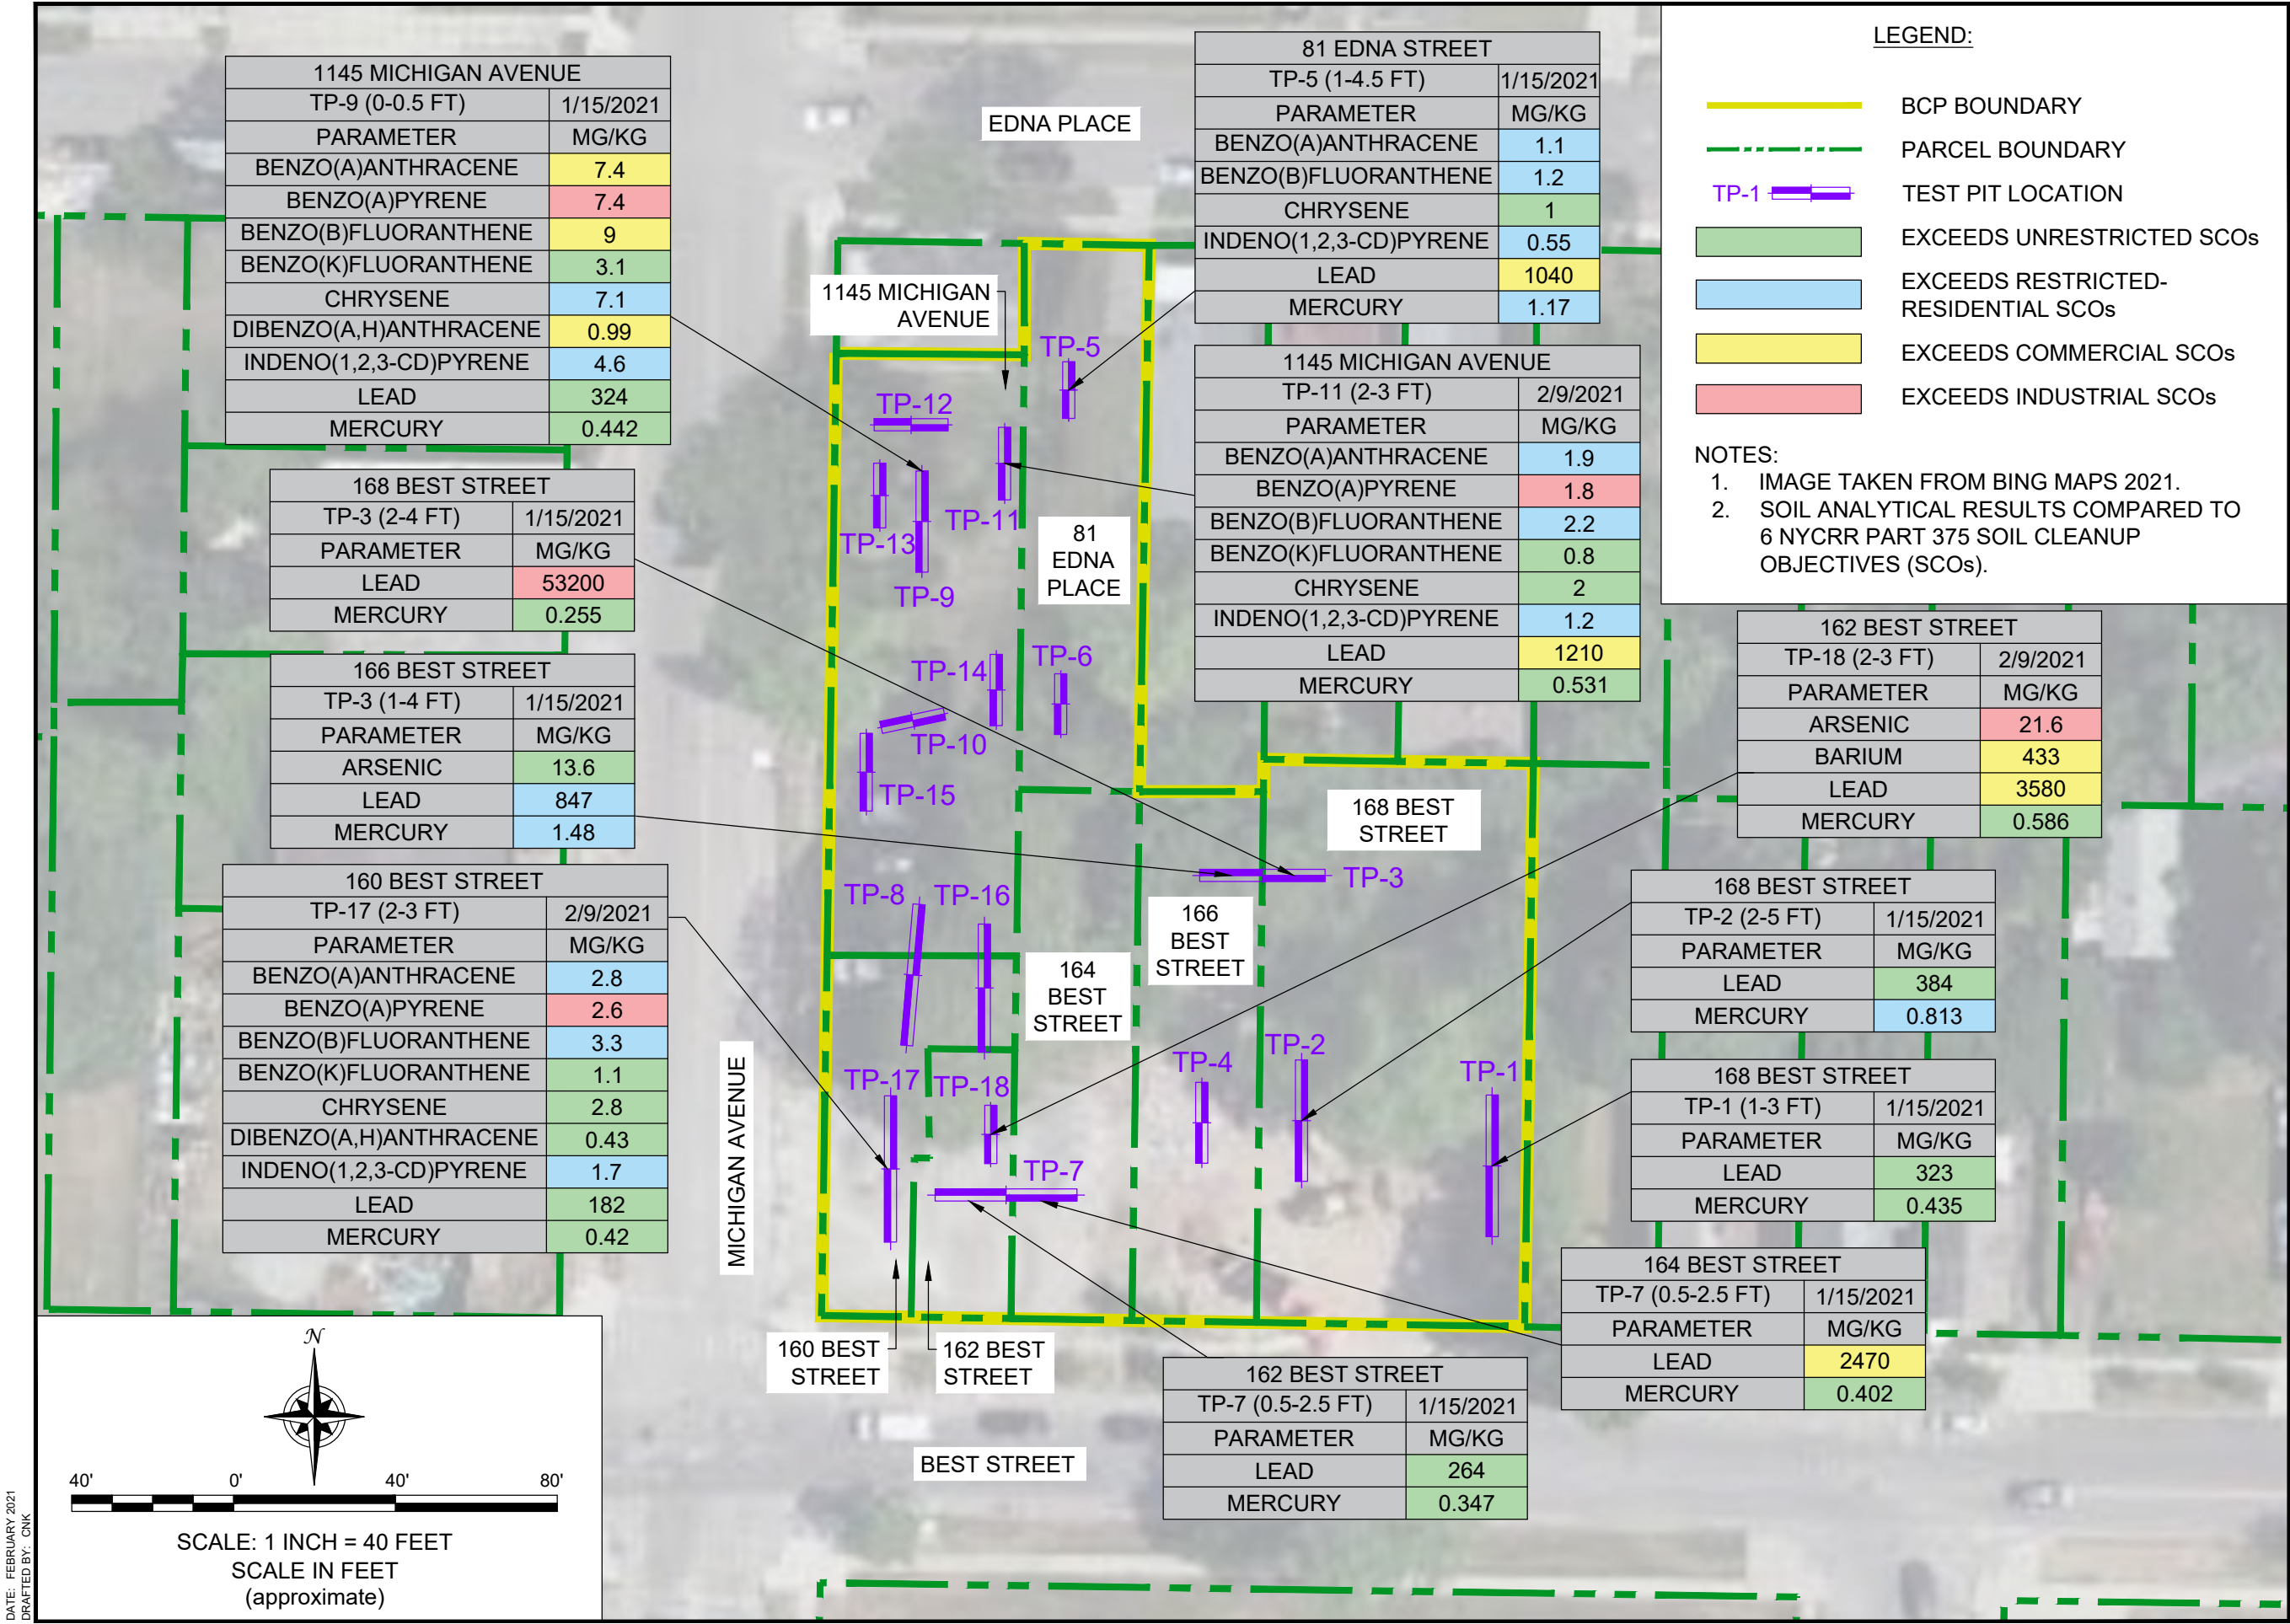 1145 MICHIGAN AVENUE
TP-9 (0-0.5 FT) 1/15/2021
PARAMETER MG/KG
BENZO(A)ANTHRACENE 7.4
BENZO(A)PYRENE 7.4
BENZO(B)FLUORANTHENE 9
BENZO(K)FLUORANTHENE 3.1
CHRYSENE 7.1
DIBENZO(A,H)ANTHRACENE 0.99
INDENO(1,2,3-CD)PYRENE 4.6
LEAD 324
MERCURY 0.442
168 BEST STREET
TP-3 (2-4 FT) 1/15/2021
PARAMETER MG/KG
LEAD 53200
MERCURY 0.255
166 BEST STREET
TP-3 (1-4 FT) 1/15/2021
PARAMETER MG/KG
ARSENIC 13.6
LEAD 847
MERCURY 1.48
160 BEST STREET
TP-17 (2-3 FT) 2/9/2021
PARAMETER MG/KG
BENZO(A)ANTHRACENE 2.8
BENZO(A)PYRENE 2.6
BENZO(B)FLUORANTHENE 3.3
BENZO(K)FLUORANTHENE 1.1
CHRYSENE 2.8
DIBENZO(A,H)ANTHRACENE 0.43
INDENO(1,2,3-CD)PYRENE 1.7
LEAD 182
MERCURY 0.42
EDNA PLACE
1145 MICHIGAN
AVENUE
TP-5
TP-12
TP-11
TP-13
TP-9
81
EDNA
PLACE
TP-14
TP-6
TP-10
TP-15
168 BEST
STREET
TP-3
TP-8
TP-16
166
BEST
STREET
164
BEST
STREET
TP-4
TP-2
TP-1
TP-17
TP-18
TP-7
MICHIGAN AVENUE
160 BEST
STREET
162 BEST
STREET
BEST STREET
81 EDNA STREET
TP-5 (1-4.5 FT) 1/15/2021
PARAMETER MG/KG
BENZO(A)ANTHRACENE 1.1
BENZO(B)FLUORANTHENE 1.2
CHRYSENE 1
INDENO(1,2,3-CD)PYRENE 0.55
LEAD 1040
MERCURY 1.17
1145 MICHIGAN AVENUE
TP-11 (2-3 FT) 2/9/2021
PARAMETER MG/KG
BENZO(A)ANTHRACENE 1.9
BENZO(A)PYRENE 1.8
BENZO(B)FLUORANTHENE 2.2
BENZO(K)FLUORANTHENE 0.8
CHRYSENE 2
INDENO(1,2,3-CD)PYRENE 1.2
LEAD 1210
MERCURY 0.531
LEGEND:
BCP BOUNDARY
PARCEL BOUNDARY
TP-1 TEST PIT LOCATION
EXCEEDS UNRESTRICTED SCOs
EXCEEDS RESTRICTED-
RESIDENTIAL SCOs
EXCEEDS COMMERCIAL SCOs
EXCEEDS INDUSTRIAL SCOs
NOTES:
1. IMAGE TAKEN FROM BING MAPS 2021.
2. SOIL ANALYTICAL RESULTS COMPARED TO
6 NYCRR PART 375 SOIL CLEANUP
OBJECTIVES (SCOs).
162 BEST STREET
TP-18 (2-3 FT) 2/9/2021
PARAMETER MG/KG
ARSENIC 21.6
BARIUM 433
LEAD 3580
MERCURY 0.586
168 BEST STREET
TP-2 (2-5 FT) 1/15/2021
PARAMETER MG/KG
LEAD 384
MERCURY 0.813
168 BEST STREET
TP-1 (1-3 FT) 1/15/2021
PARAMETER MG/KG
LEAD 323
MERCURY 0.435
164 BEST STREET
TP-7 (0.5-2.5 FT) 1/15/2021
PARAMETER MG/KG
LEAD 2470
MERCURY 0.402
162 BEST STREET
TP-7 (0.5-2.5 FT) 1/15/2021
PARAMETER MG/KG
LEAD 264
MERCURY 0.347
N
40' 0' 40' 80'
SCALE: 1 INCH = 40 FEET
SCALE IN FEET
(approximate)
DATE: FEBRUARY 2021
DRAFTED BY: CNK